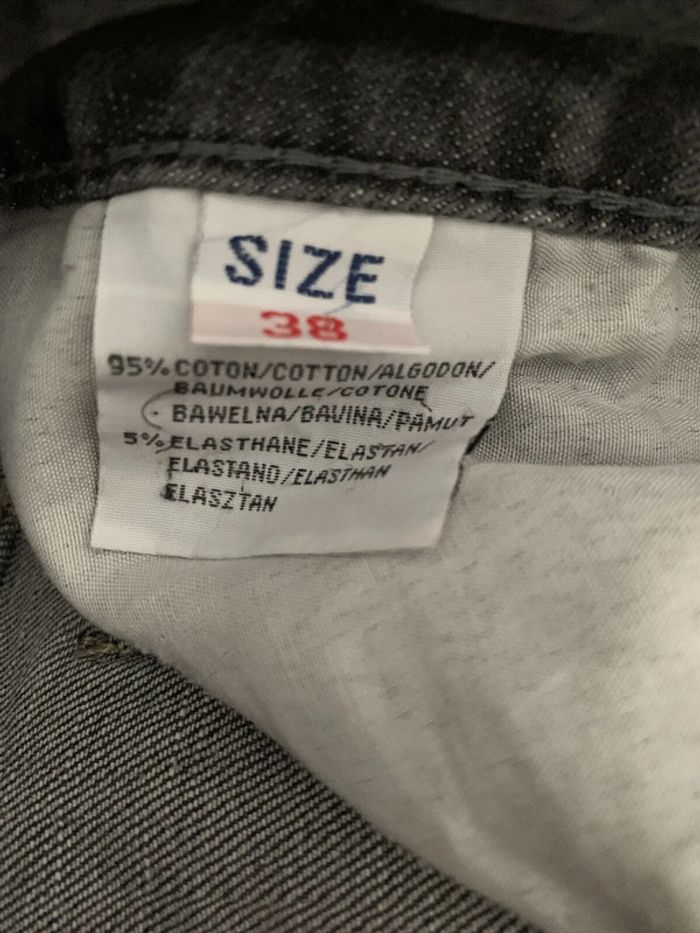 SIZE
38
95% COTON/COTTON/ALGODON/
BAUMWOLLE/COTONE
BAWELNA/BAVINA/PAMUT
5% ELASTHANE/ELASTAN/
ELASTANO/ELASTHAN
ELASZTAN